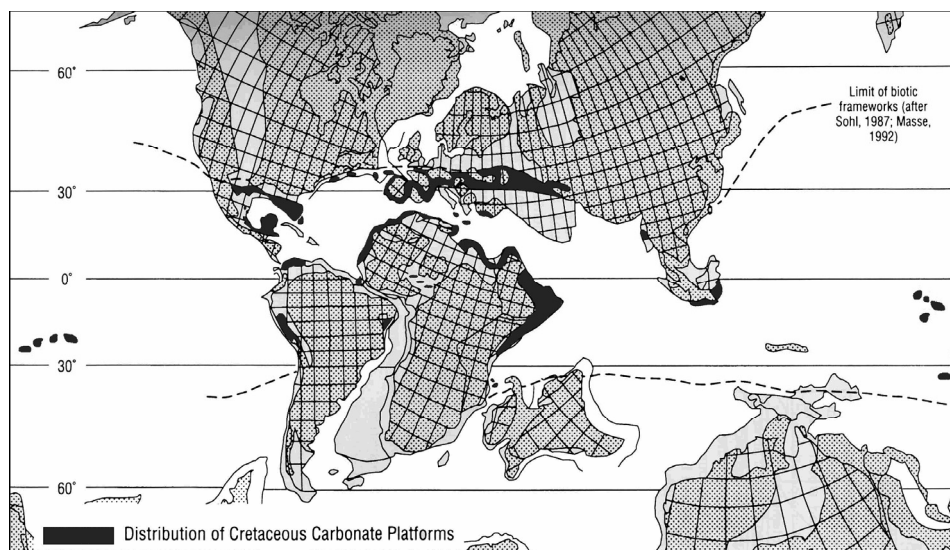 60°
Limit of biotic
frameworks (after
Sohl, 1987; Masse,
1992)
30°
0°
30°
60°
Distribution of Cretaceous Carbonate Platforms